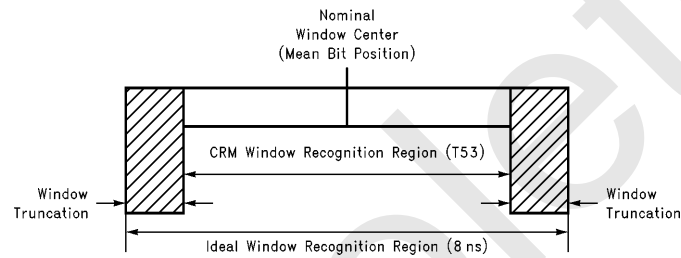 Nominal
Window Center
(Mean Bit Position)
CRM Window Recognition Region (T53)
Window
Truncation
Window
Truncation
Ideal Window Recognition Region (8 ns)